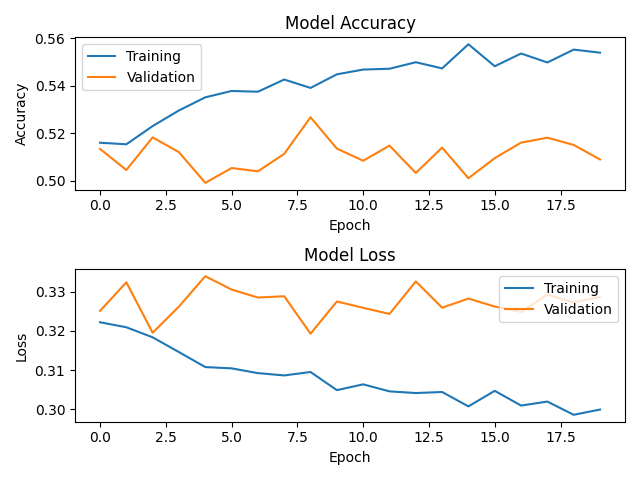 Model Accuracy
0.56
0.54
0.52
0.50
Accuracy
Training
Validation
0.0 2.5 5.0 7.5 10.0 12.5 15.0 17.5
Epoch
Model Loss
0.33
0.32
0.31
0.30
Loss
Training
Validation
0.0 2.5 5.0 7.5 10.0 12.5 15.0 17.5
Epoch